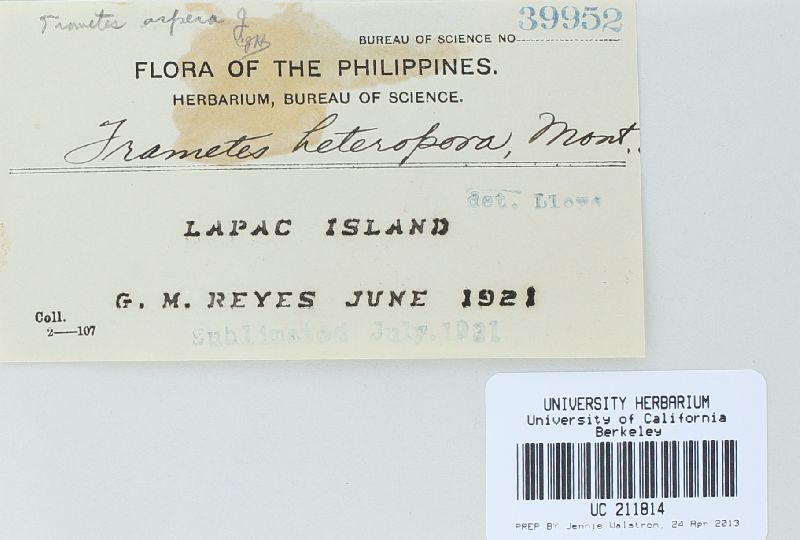 Trametes aspera J
BUREAU OF SCIENCE NO 39952
FLORA OF THE PHILIPPINES.
HERBARIUM, BUREAU OF SCIENCE.
Trametes heteropora, Mont.
det. Lloyd
LAPAC ISLAND
G. M. REYES JUNE 1921
Coll.
2—107
Sublimated July.1921
UNIVERSITY HERBARIUM
University of California
Berkeley
UC 211814
PREP BY Jennie Walstrom, 24 Apr 2013